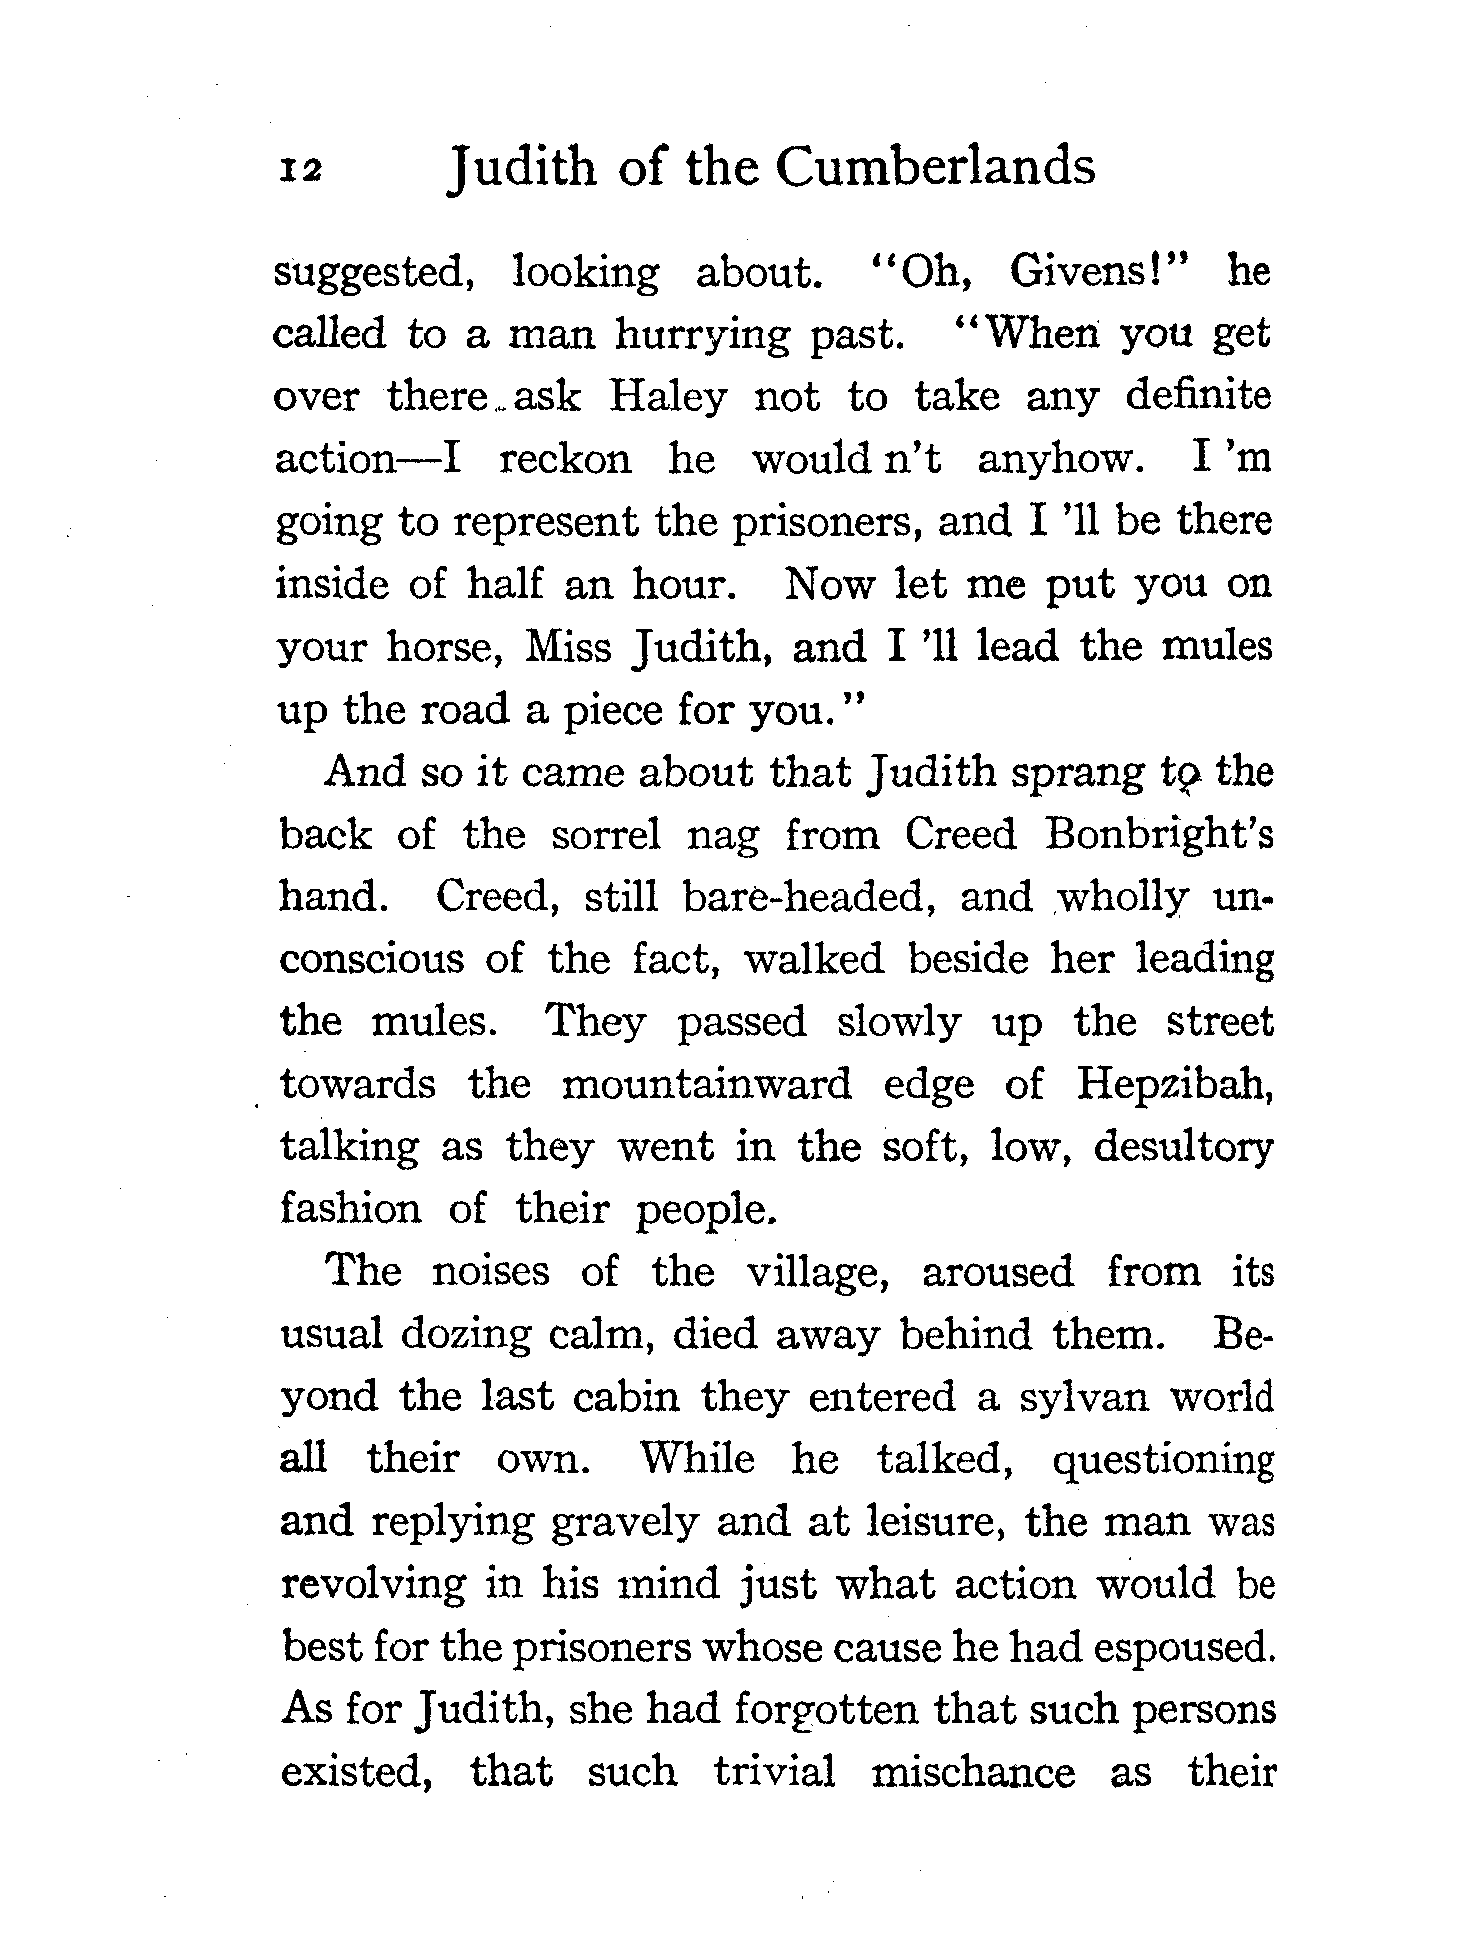 12 Judith of the Cumberlands
suggested, looking about. "Oh, Givens!" he
called to a man hurrying past. "When you get
over there ask Haley not to take any definite
action—I reckon he would n't anyhow. I 'm
going to represent the prisoners, and I 'll be there
inside of half an hour. Now let me put you on
your horse, Miss Judith, and I 'll lead the mules
up the road a piece for you."
And so it came about that Judith sprang to the
back of the sorrel nag from Creed Bonbright's
hand. Creed, still bare-headed, and wholly un-
conscious of the fact, walked beside her leading
the mules. They passed slowly up the street
towards the mountainward edge of Hepzibah,
talking as they went in the soft, low, desultory
fashion of their people.
The noises of the village, aroused from its
usual dozing calm, died away behind them. Be-
yond the last cabin they entered a sylvan world
all their own. While he talked, questioning
and replying gravely and at leisure, the man was
revolving in his mind just what action would be
best for the prisoners whose cause he had espoused.
As for Judith, she had forgotten that such persons
existed, that such trivial mischance as their